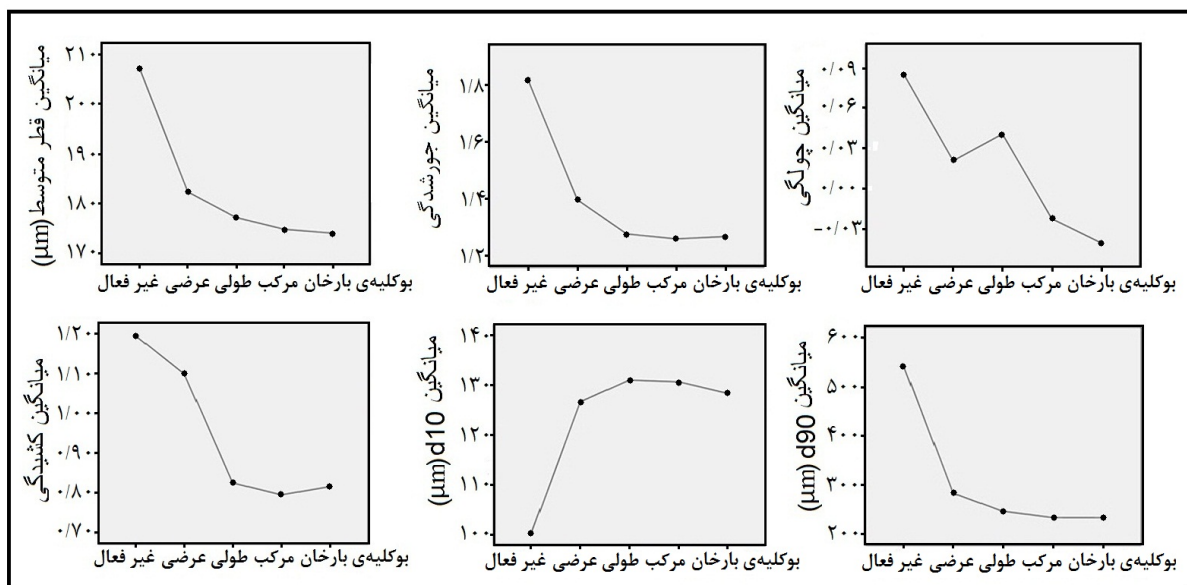 میانگین قطر متوسط (µm)
۲۱۰
۲۰۰
۱۹۰
۱۸۰
۱۷۰
بوکلیه‌ی بارخان مرکب طولی عرضی غیر فعال
میانگین جورشدگی
۱/۸
۱/۶
۱/۴
۱/۲
بوکلیه‌ی بارخان مرکب طولی عرضی غیر فعال
میانگین چولگی
۰/۰۹
۰/۰۶
۰/۰۳
۰/۰۰
-۰/۰۳
بوکلیه‌ی بارخان مرکب طولی عرضی غیر فعال
میانگین کشیدگی
۱/۲۰
۱/۱۰
۱/۰۰
۰/۹۰
۰/۸۰
۰/۷۰
بوکلیه‌ی بارخان مرکب طولی عرضی غیر فعال
میانگین d10 (µm)
۱۴۰
۱۳۰
۱۲۰
۱۱۰
۱۰۰
بوکلیه‌ی بارخان مرکب طولی عرضی غیر فعال
میانگین d90 (µm)
۶۰۰
۵۰۰
۴۰۰
۳۰۰
۲۰۰
بوکلیه‌ی بارخان مرکب طولی عرضی غیر فعال